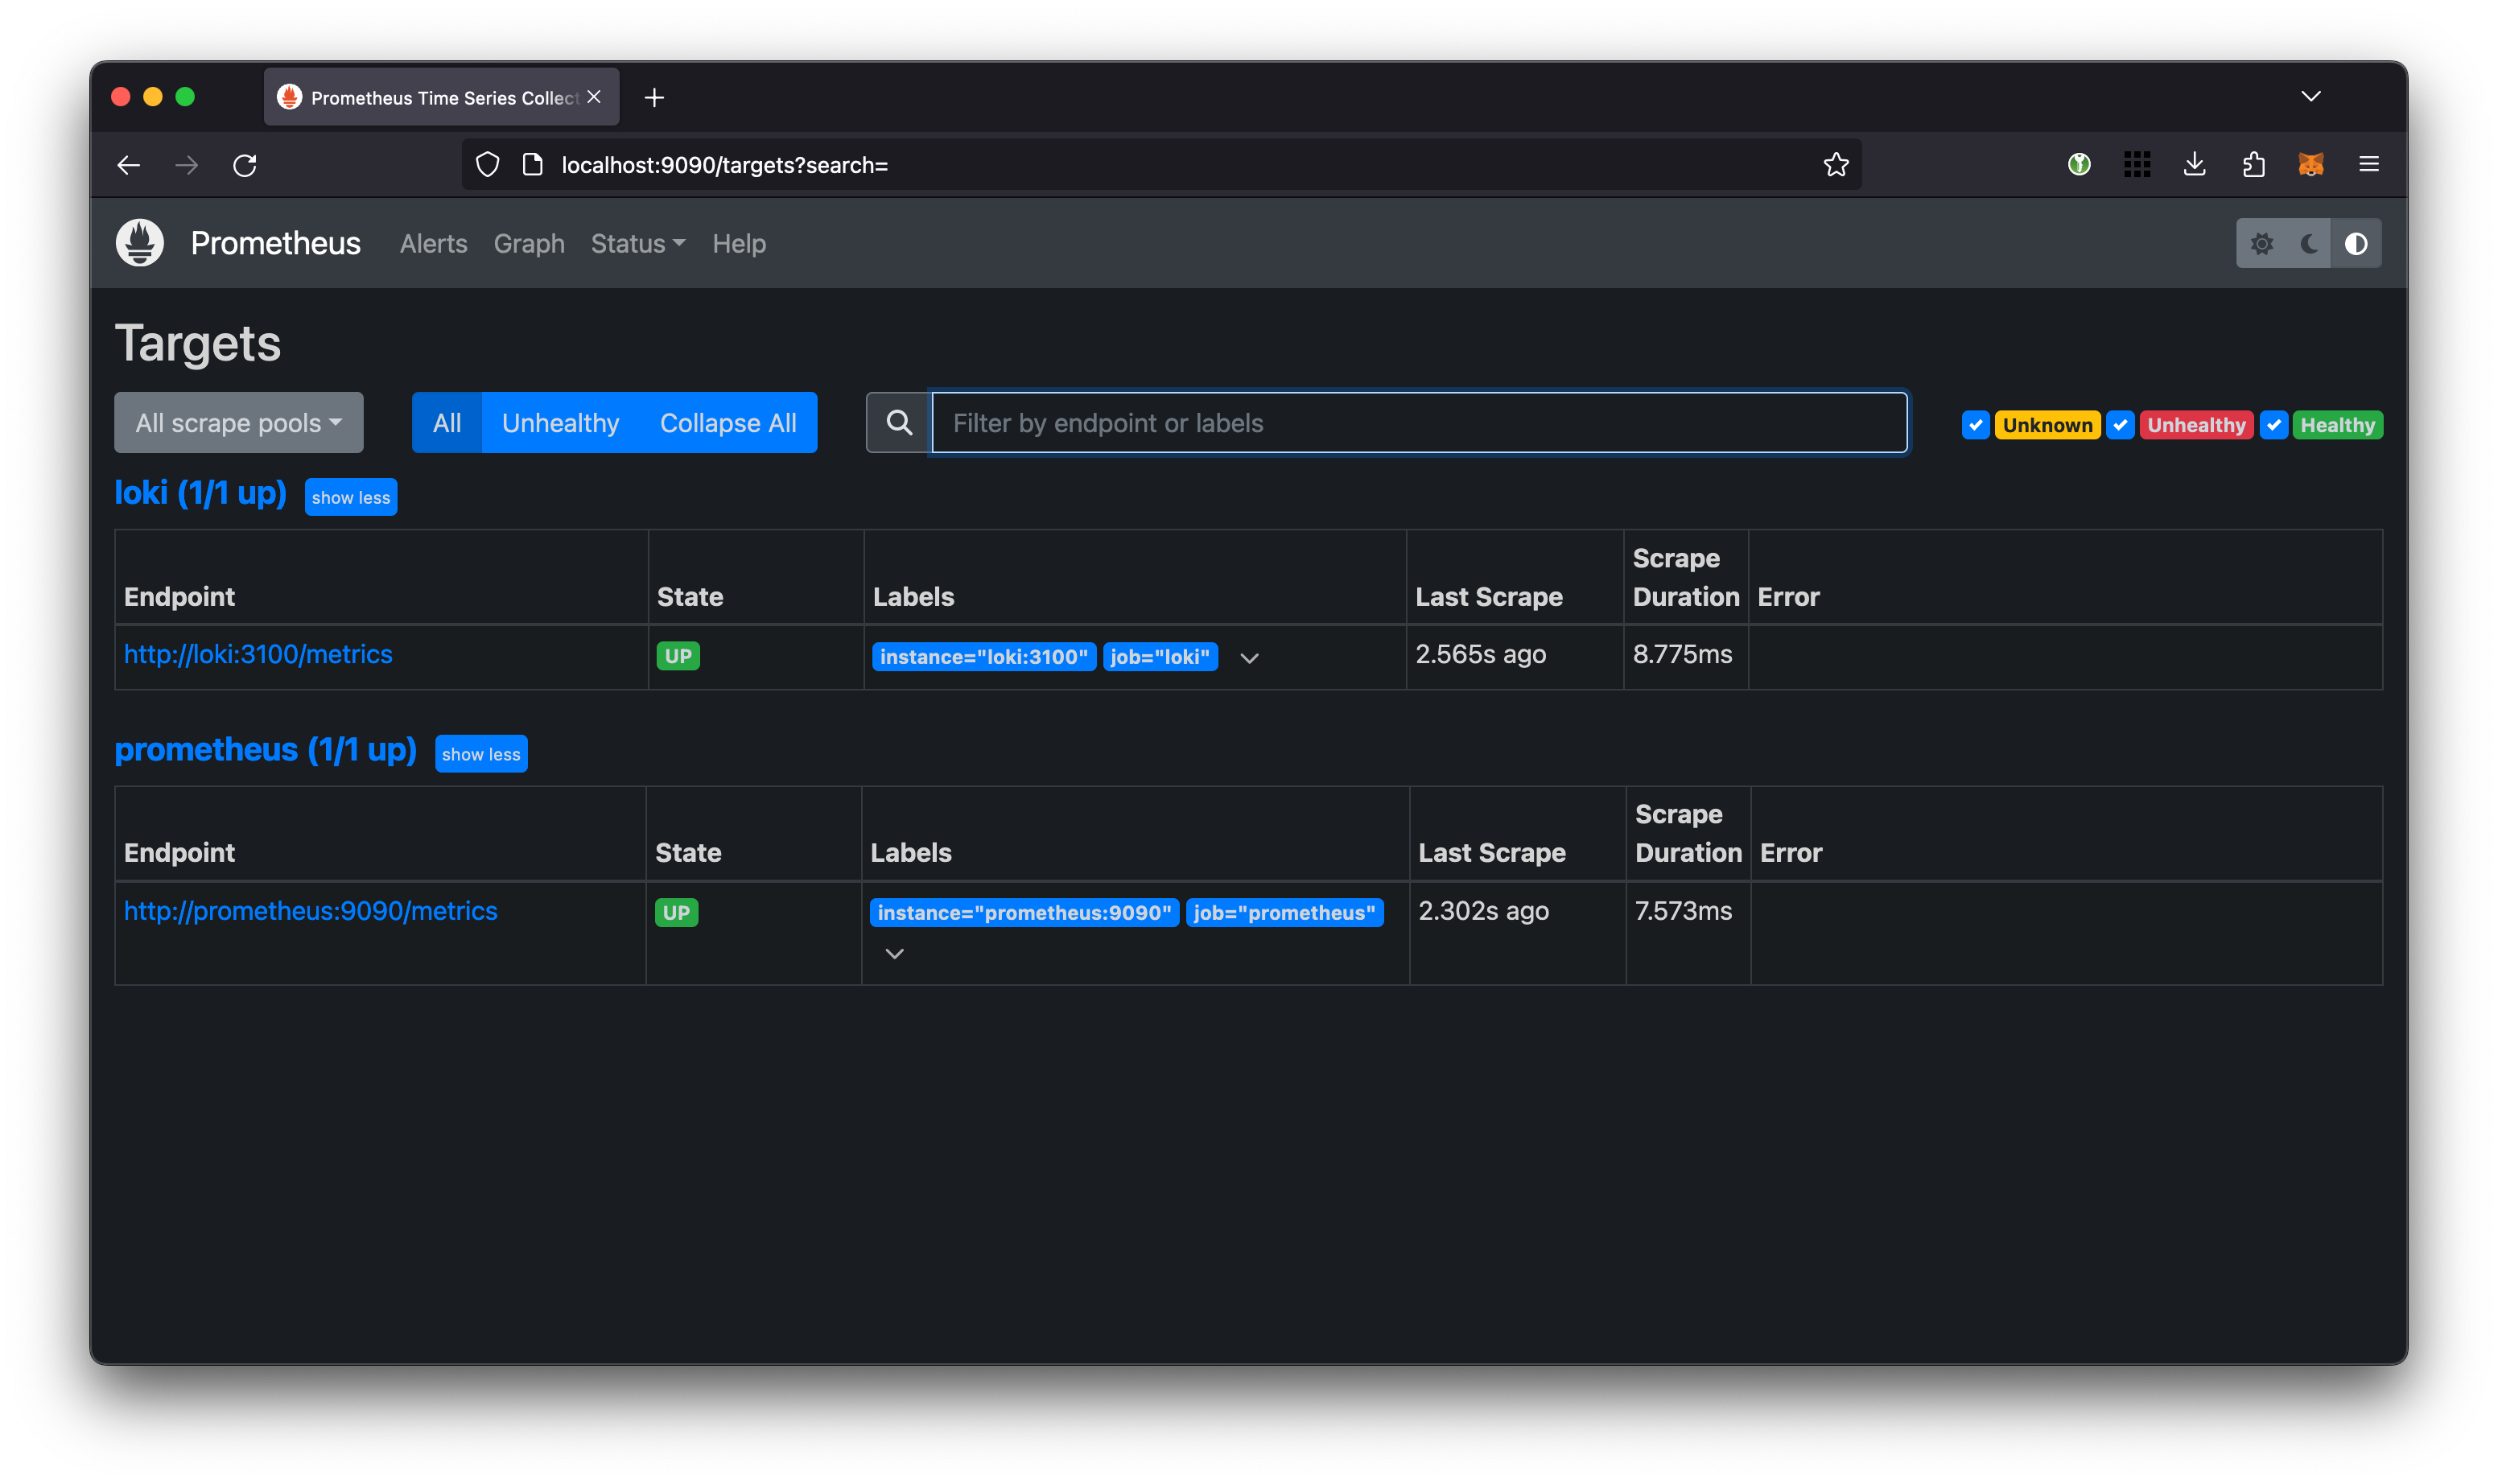 Prometheus Time Series Collect
localhost:9090/targets?search=
Prometheus Alerts Graph Status Help
Targets
All scrape pools All Unhealthy Collapse All Filter by endpoint or labels Unknown Unhealthy Healthy
loki (1/1 up) show less
Endpoint State Labels Last Scrape Scrape Duration Error
http://loki:3100/metrics UP instance="loki:3100" job="loki" 2.565s ago 8.775ms
prometheus (1/1 up) show less
Endpoint State Labels Last Scrape Scrape Duration Error
http://prometheus:9090/metrics UP instance="prometheus:9090" job="prometheus" 2.302s ago 7.573ms